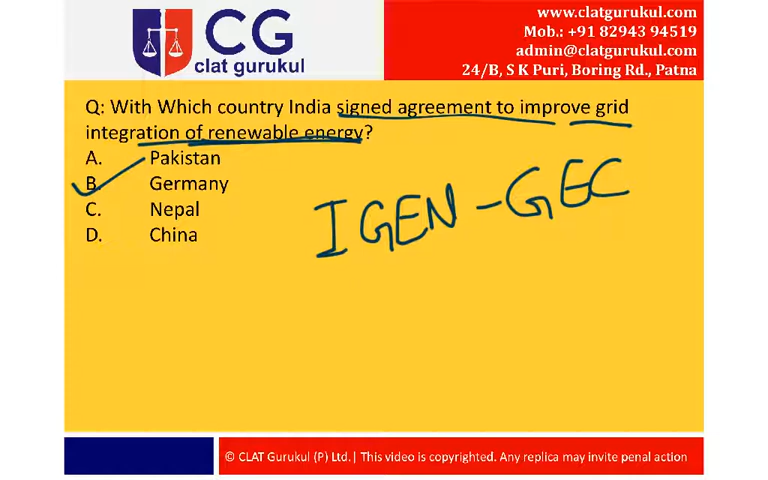 CG
clat gurukul
www.clatgurukul.com
Mob.: +91 82943 94519
admin@clatgurukul.com
24/B, S K Puri, Boring Rd., Patna
Q: With Which country India signed agreement to improve grid
integration of renewable energy?
A. Pakistan
B. Germany
C. Nepal
D. China
IGEN-GEC
© CLAT Gurukul (P) Ltd.| This video is copyrighted. Any replica may invite penal action